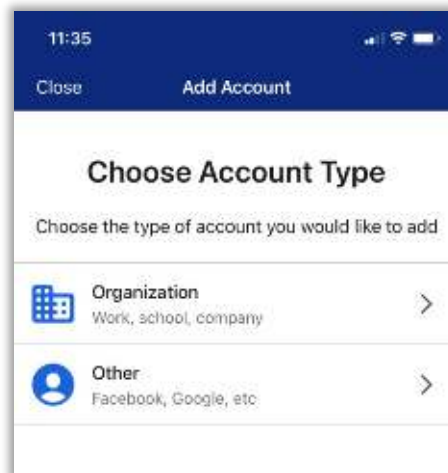 11:35
Close
Add Account
Choose Account Type
Choose the type of account you would like to add
Organization
Work, school, company
Other
Facebook, Google, etc